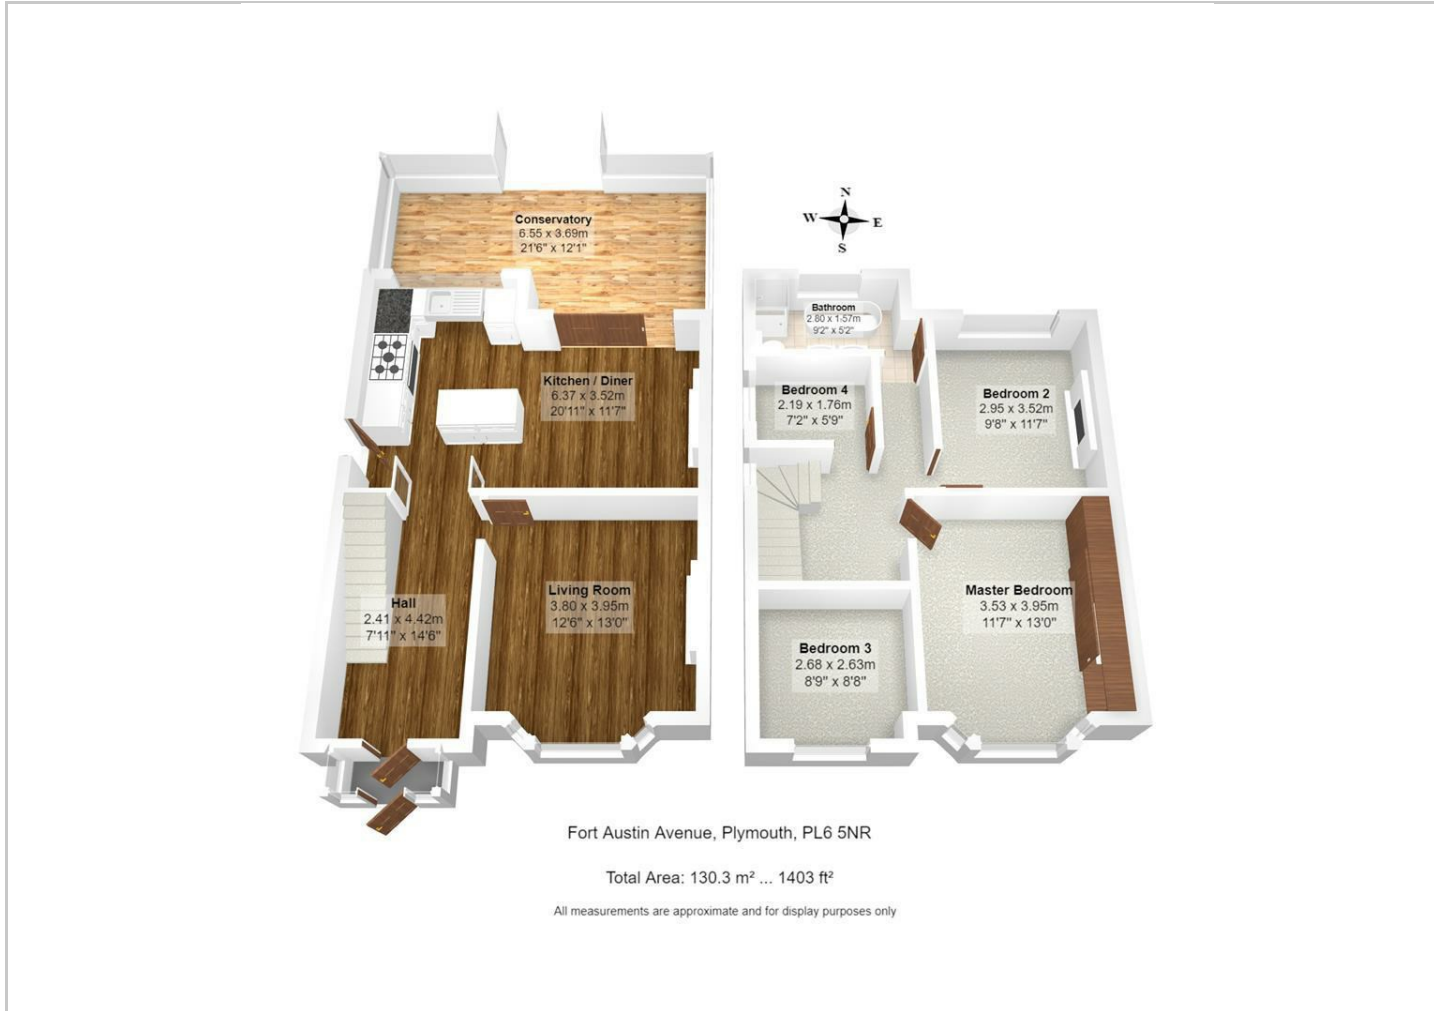 Conservatory
6.55 x 3.69m
21'6" x 12'1"
N
W
E
S
Bathroom
2.80 x 1.57m
9'2" x 5'2"
Kitchen / Diner
6.37 x 3.52m
20'11" x 11'7"
Bedroom 4
2.19 x 1.76m
7'2" x 5'9"
Bedroom 2
2.95 x 3.52m
9'8" x 11'7"
Hall
2.41 x 4.42m
7'11" x 14'6"
Living Room
3.80 x 3.95m
12'6" x 13'0"
Master Bedroom
3.53 x 3.95m
11'7" x 13'0"
Bedroom 3
2.68 x 2.63m
8'9" x 8'8"
Fort Austin Avenue, Plymouth, PL6 5NR
Total Area: 130.3 m² ... 1403 ft²
All measurements are approximate and for display purposes only